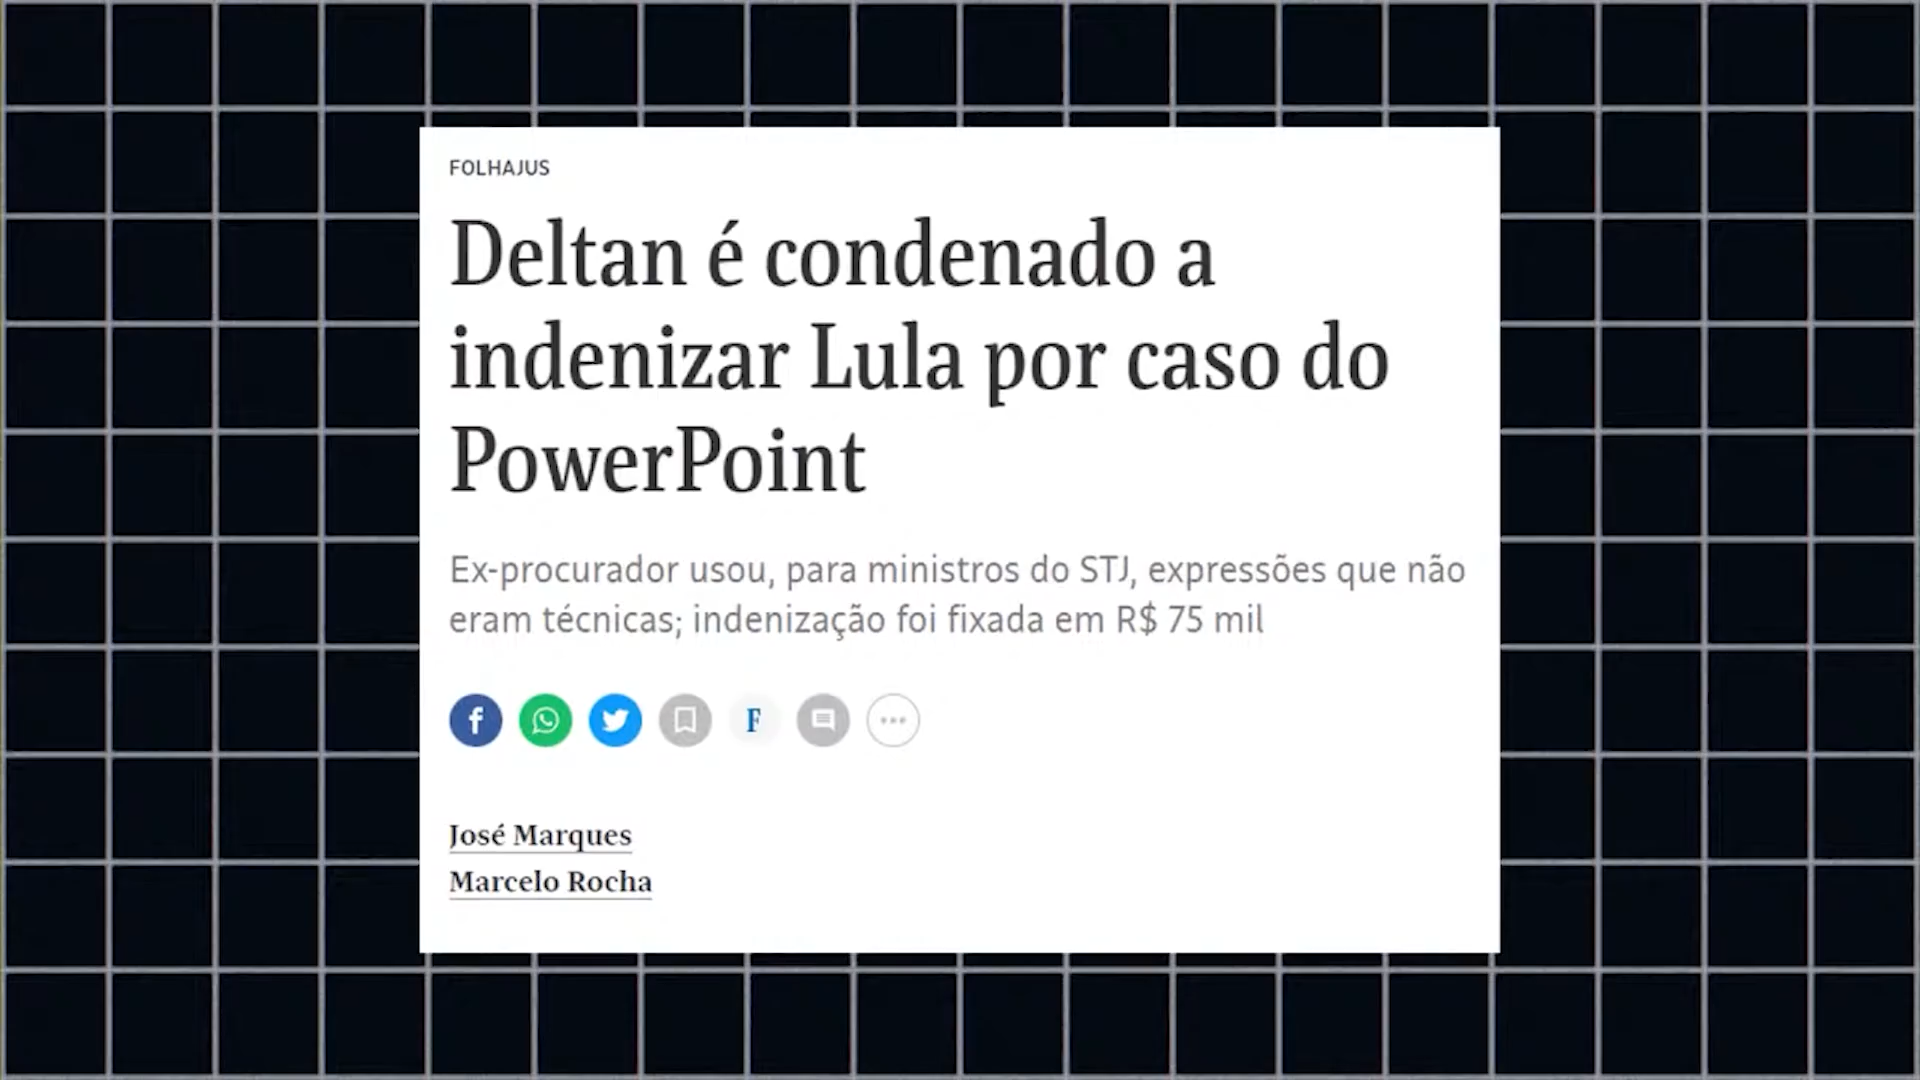 FOLHAJUS
Deltan é condenado a
indenizar Lula por caso do
PowerPoint
Ex-procurador usou, para ministros do STJ, expressões que não
eram técnicas; indenização foi fixada em R$ 75 mil
F
José Marques
Marcelo Rocha